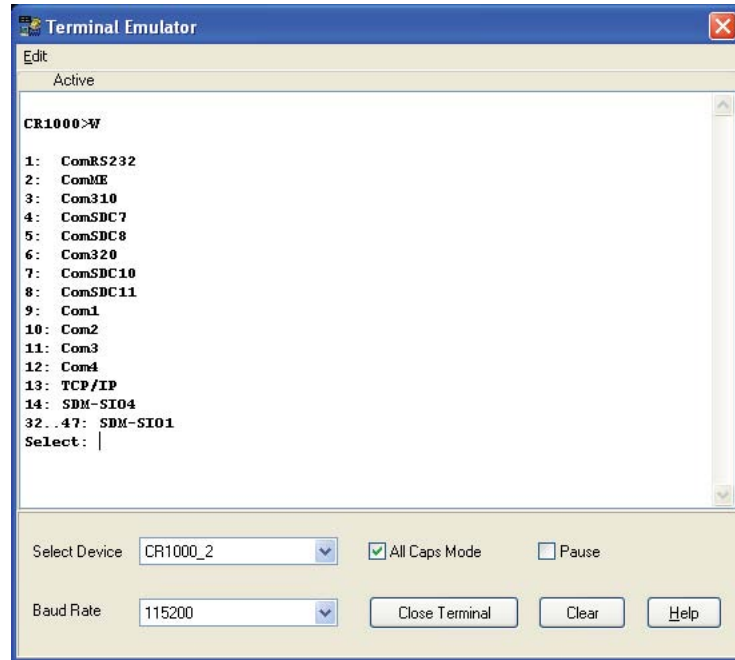 Terminal Emulator
Edit
Active
CR1000>W
1: ComRS232
2: ComME
3: Com310
4: ComSDC7
5: ComSDC8
6: Com320
7: ComSDC10
8: ComSDC11
9: Com1
10: Com2
11: Com3
12: Com4
13: TCP/IP
14: SDM-SIO4
32..47: SDM-SIO1
Select:
Select Device CR1000_2 All Caps Mode Pause
Baud Rate 115200 Close Terminal Clear Help